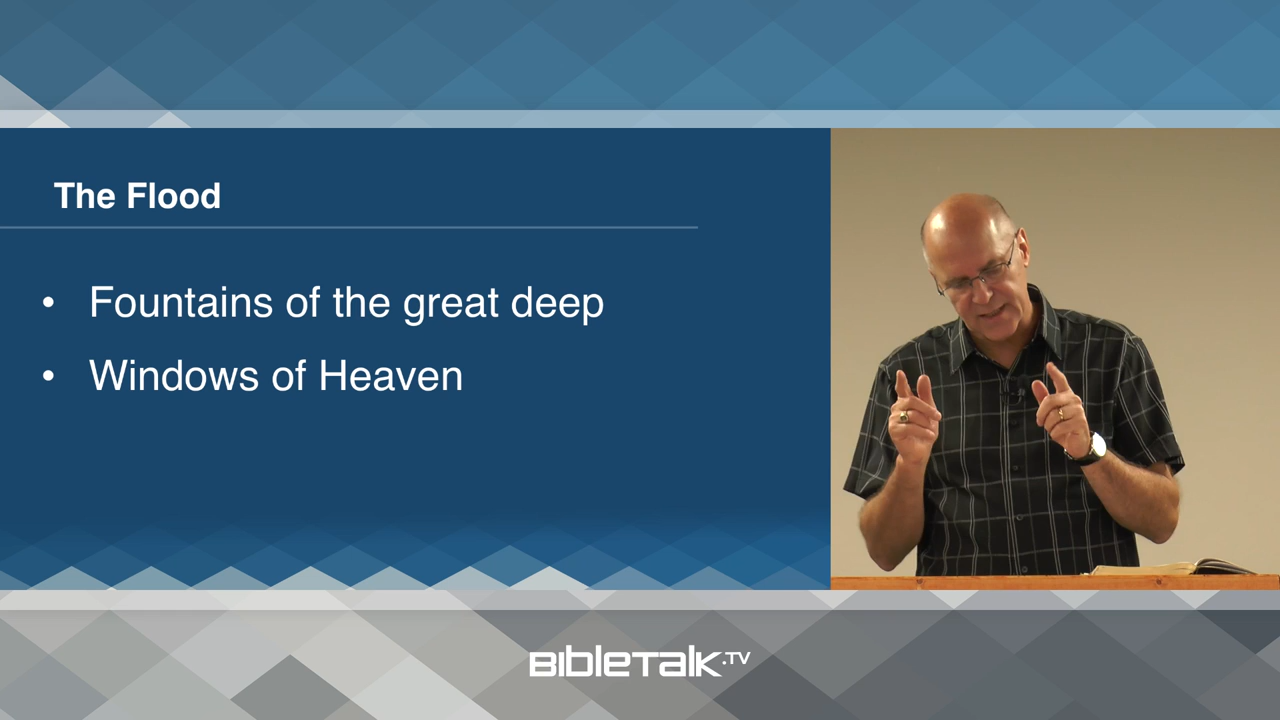 The Flood
• Fountains of the great deep
• Windows of Heaven
BIBLETALK.TV